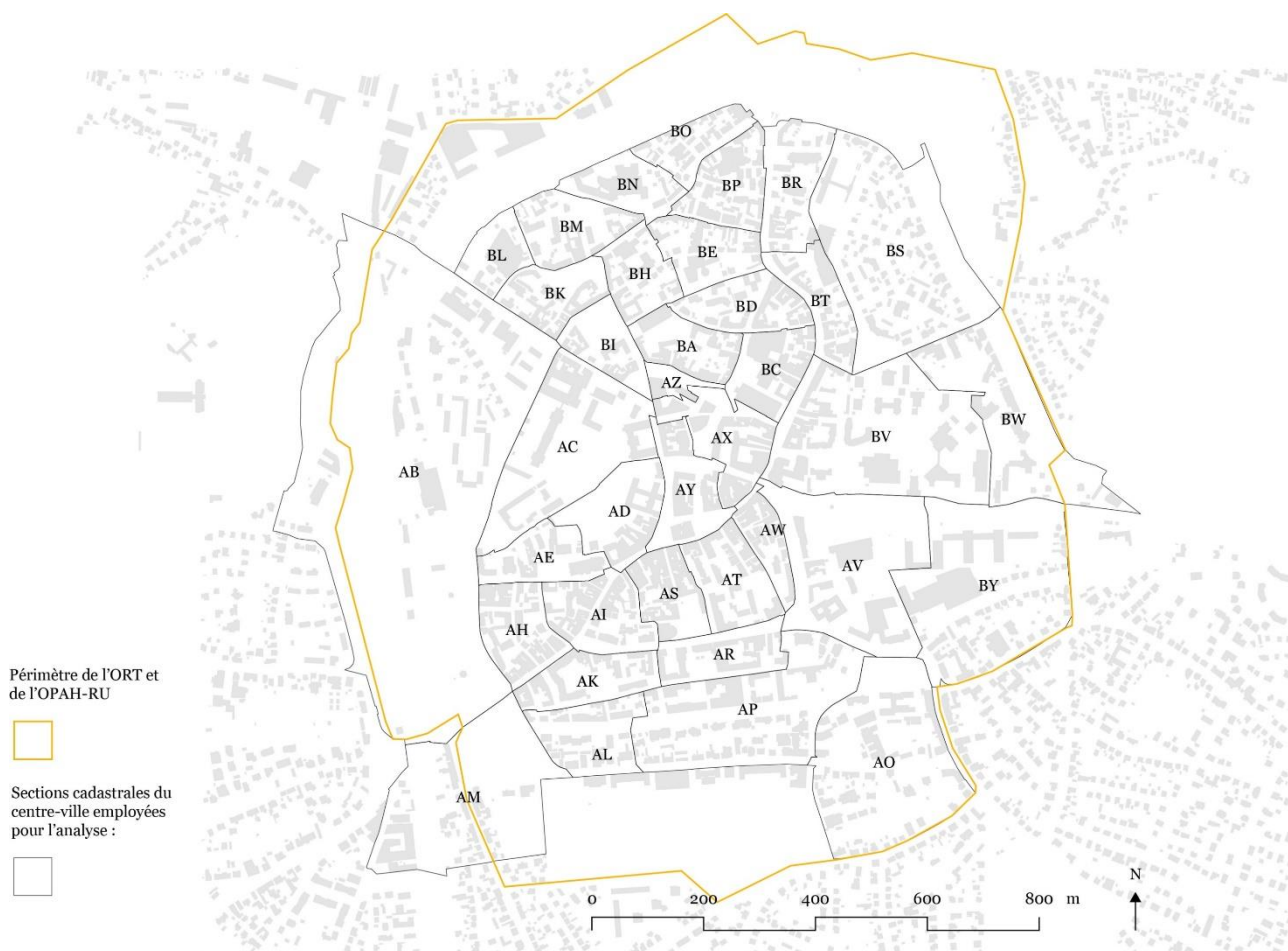 BO
BN
BP
BR
BM
BL
BE
BS
BH
BK
BT
BD
BI
BA
BC
AZ
AX
AC
BV
BW
AB
AY
AD
AW
AE
AV
BY
AS
AT
AI
AH
AR
AK
AP
AL
AO
AM
Périmètre de l’ORT et
de l’OPAH-RU
Sections cadastrales du
centre-ville employées
pour l’analyse :
0 200 400 600 800 m
N